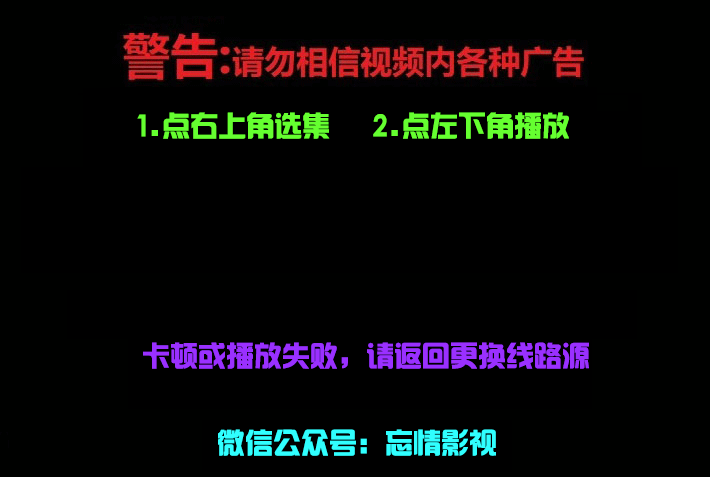 警告:请勿相信视频内各种广告
1.点右上角选集 2.点左下角播放
卡顿或播放失败，请返回更换线路源
微信公众号：忘情影视